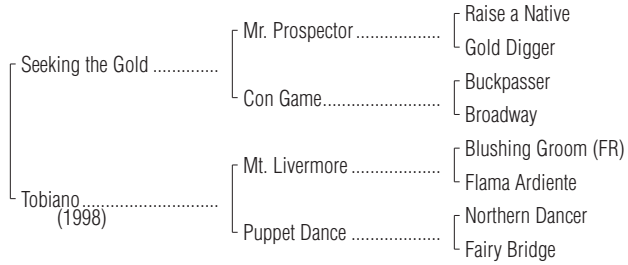 Raise a Native
Mr. Prospector ..................
Gold Digger
Seeking the Gold ..............
Buckpasser
Con Game.........................
Broadway
Blushing Groom (FR)
Mt. Livermore ...................
Flama Ardiente
Tobiano.............................
(1998)
Northern Dancer
Puppet Dance ...................
Fairy Bridge